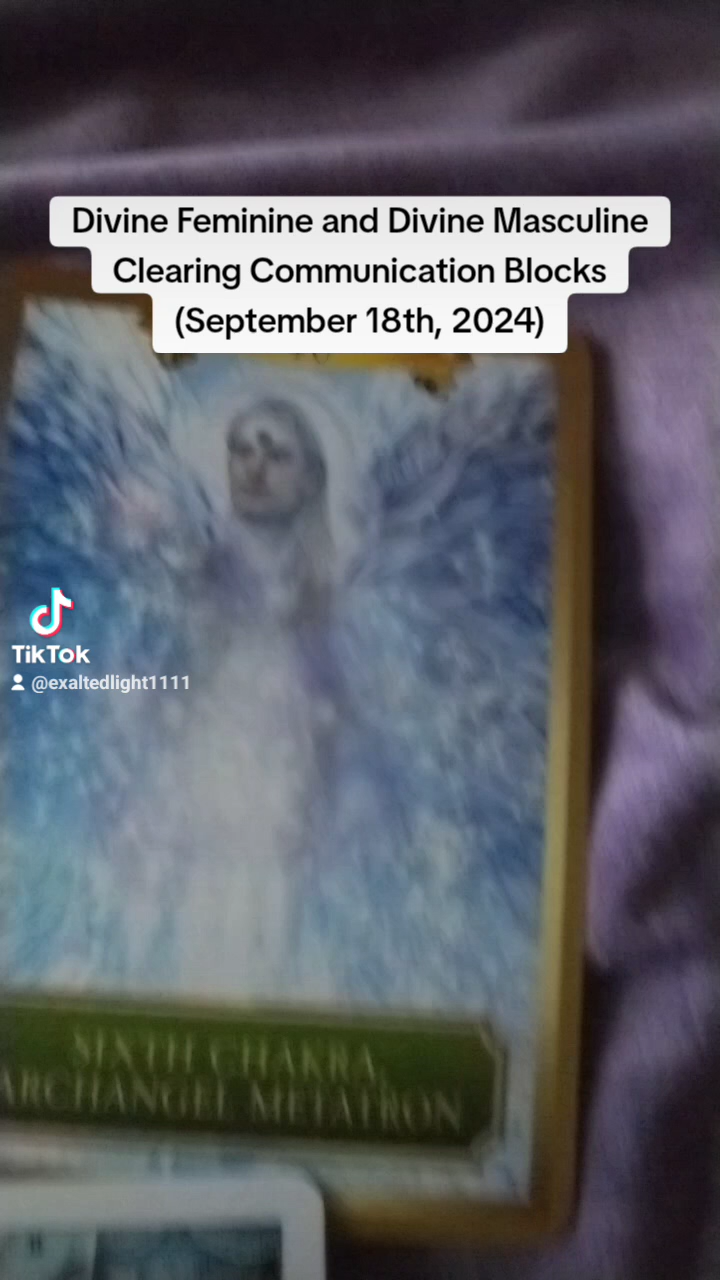 Divine Feminine and Divine Masculine
Clearing Communication Blocks
(September 18th, 2024)
TikTok
@exaltedlight1111
SIXTH CHAKRA,
ARCHANGEL METATRON